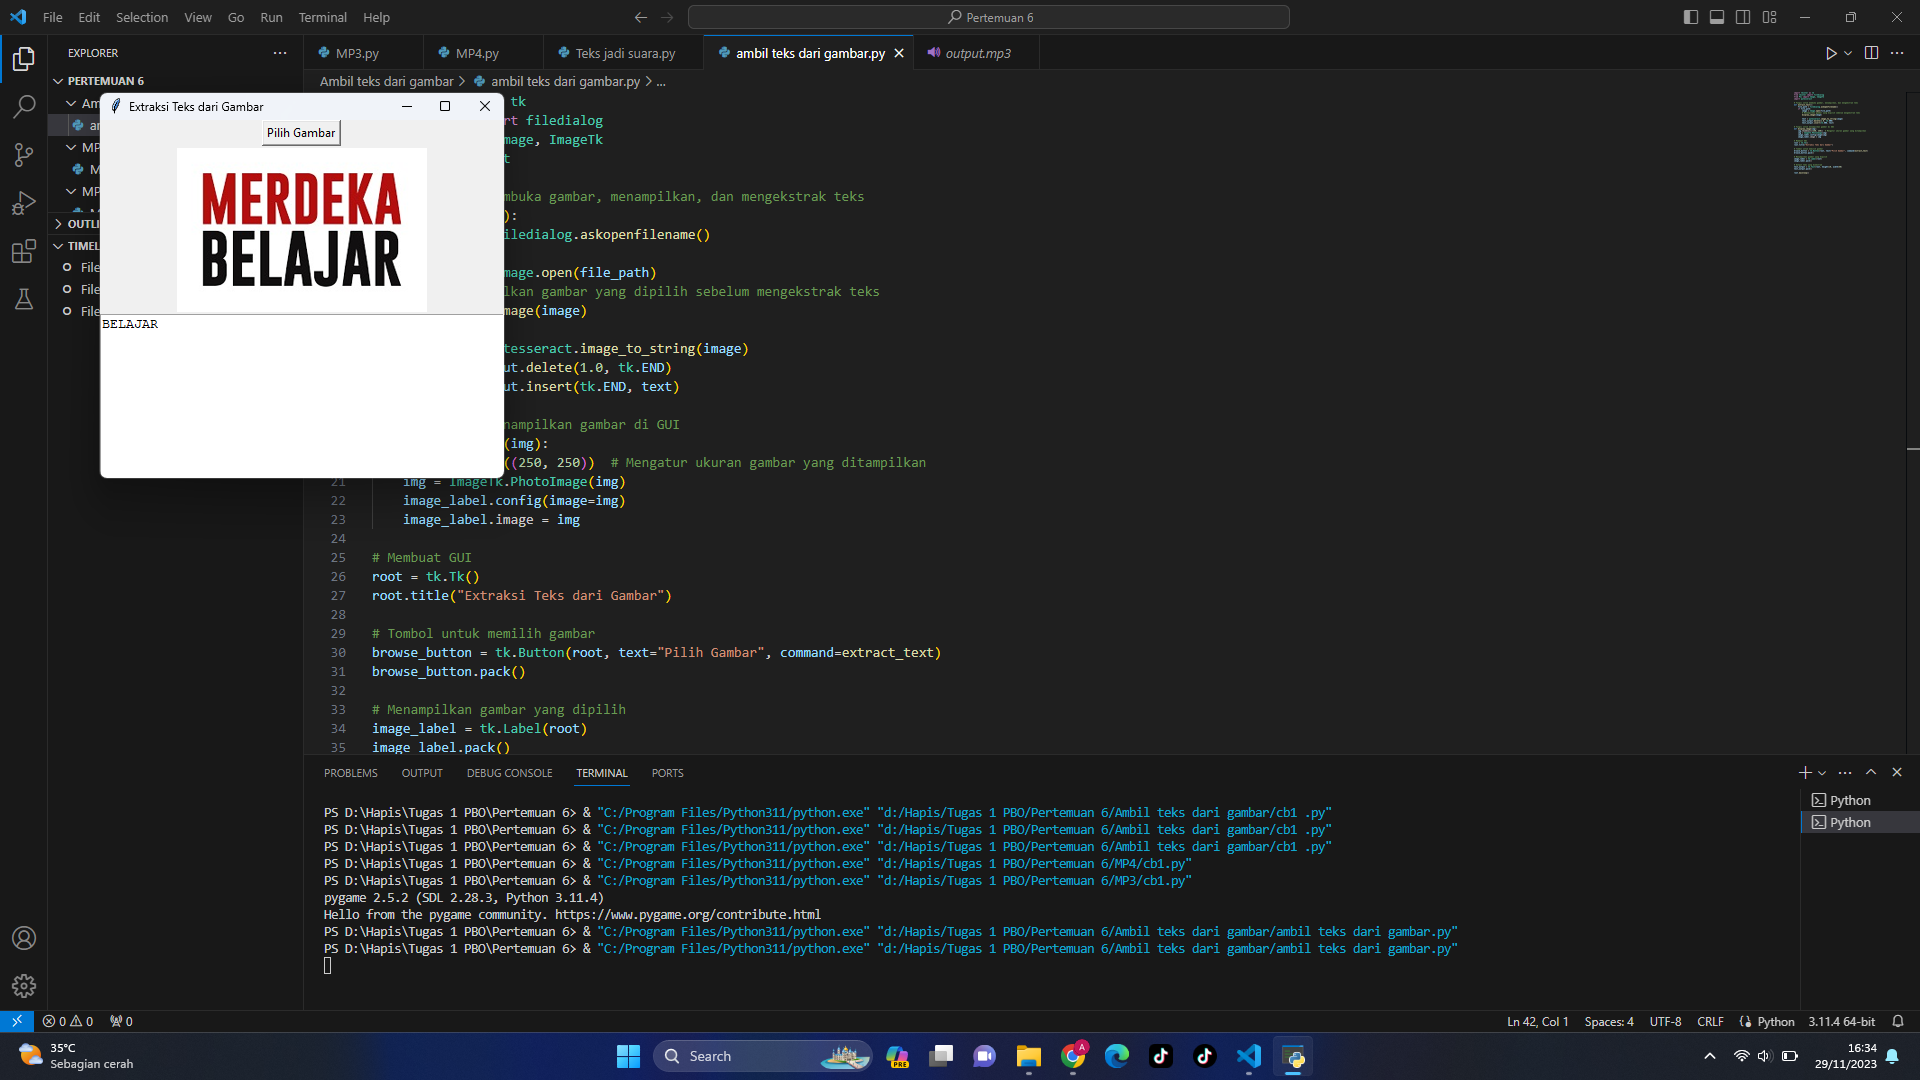 File Edit Selection View Go Run Terminal Help
Pertemuan 6
EXPLORER
MP3.py
MP4.py
Teks jadi suara.py
ambil teks dari gambar.py
output.mp3
PERTEMUAN 6
Ambil teks dari gambar > ambil teks dari gambar.py > ...
Am
an
MP
M
MP
OUTLI
TIMEL
File
File
File
Extraksi Teks dari Gambar
Pilih Gambar
MERDEKA
BELAJAR
BELAJAR
tk
rt filedialog
mage, ImageTk
t
mbuka gambar, menampilkan, dan mengekstrak teks
):
iledialog.askopenfilename()
mage.open(file_path)
lkan gambar yang dipilih sebelum mengekstrak teks
mage(image)
tesseract.image_to_string(image)
ut.delete(1.0, tk.END)
ut.insert(tk.END, text)
nampilkan gambar di GUI
(img):
((250, 250))  # Mengatur ukuran gambar yang ditampilkan
21 img = ImageTk.PhotoImage(img)
22 image_label.config(image=img)
23 image_label.image = img
24
25 # Membuat GUI
26 root = tk.Tk()
27 root.title("Extraksi Teks dari Gambar")
28
29 # Tombol untuk memilih gambar
30 browse_button = tk.Button(root, text="Pilih Gambar", command=extract_text)
31 browse_button.pack()
32
33 # Menampilkan gambar yang dipilih
34 image_label = tk.Label(root)
35 image_label.pack()
PROBLEMS OUTPUT DEBUG CONSOLE TERMINAL PORTS
PS D:\Hapis\Tugas 1 PBO\Pertemuan 6> & "C:/Program Files/Python311/python.exe" "d:/Hapis/Tugas 1 PBO/Pertemuan 6/Ambil teks dari gambar/cb1 .py"
PS D:\Hapis\Tugas 1 PBO\Pertemuan 6> & "C:/Program Files/Python311/python.exe" "d:/Hapis/Tugas 1 PBO/Pertemuan 6/Ambil teks dari gambar/cb1 .py"
PS D:\Hapis\Tugas 1 PBO\Pertemuan 6> & "C:/Program Files/Python311/python.exe" "d:/Hapis/Tugas 1 PBO/Pertemuan 6/Ambil teks dari gambar/cb1 .py"
PS D:\Hapis\Tugas 1 PBO\Pertemuan 6> & "C:/Program Files/Python311/python.exe" "d:/Hapis/Tugas 1 PBO/Pertemuan 6/MP4/cb1.py"
PS D:\Hapis\Tugas 1 PBO\Pertemuan 6> & "C:/Program Files/Python311/python.exe" "d:/Hapis/Tugas 1 PBO/Pertemuan 6/MP3/cb1.py"
pygame 2.5.2 (SDL 2.28.3, Python 3.11.4)
Hello from the pygame community. https://www.pygame.org/contribute.html
PS D:\Hapis\Tugas 1 PBO\Pertemuan 6> & "C:/Program Files/Python311/python.exe" "d:/Hapis/Tugas 1 PBO/Pertemuan 6/Ambil teks dari gambar/ambil teks dari gambar.py"
PS D:\Hapis\Tugas 1 PBO\Pertemuan 6> & "C:/Program Files/Python311/python.exe" "d:/Hapis/Tugas 1 PBO/Pertemuan 6/Ambil teks dari gambar/ambil teks dari gambar.py"
Python
Python
0 0 0
Ln 42, Col 1 Spaces: 4 UTF-8 CRLF Python 3.11.4 64-bit
35°C
Sebagian cerah
Search
PRE
A
16:34
29/11/2023